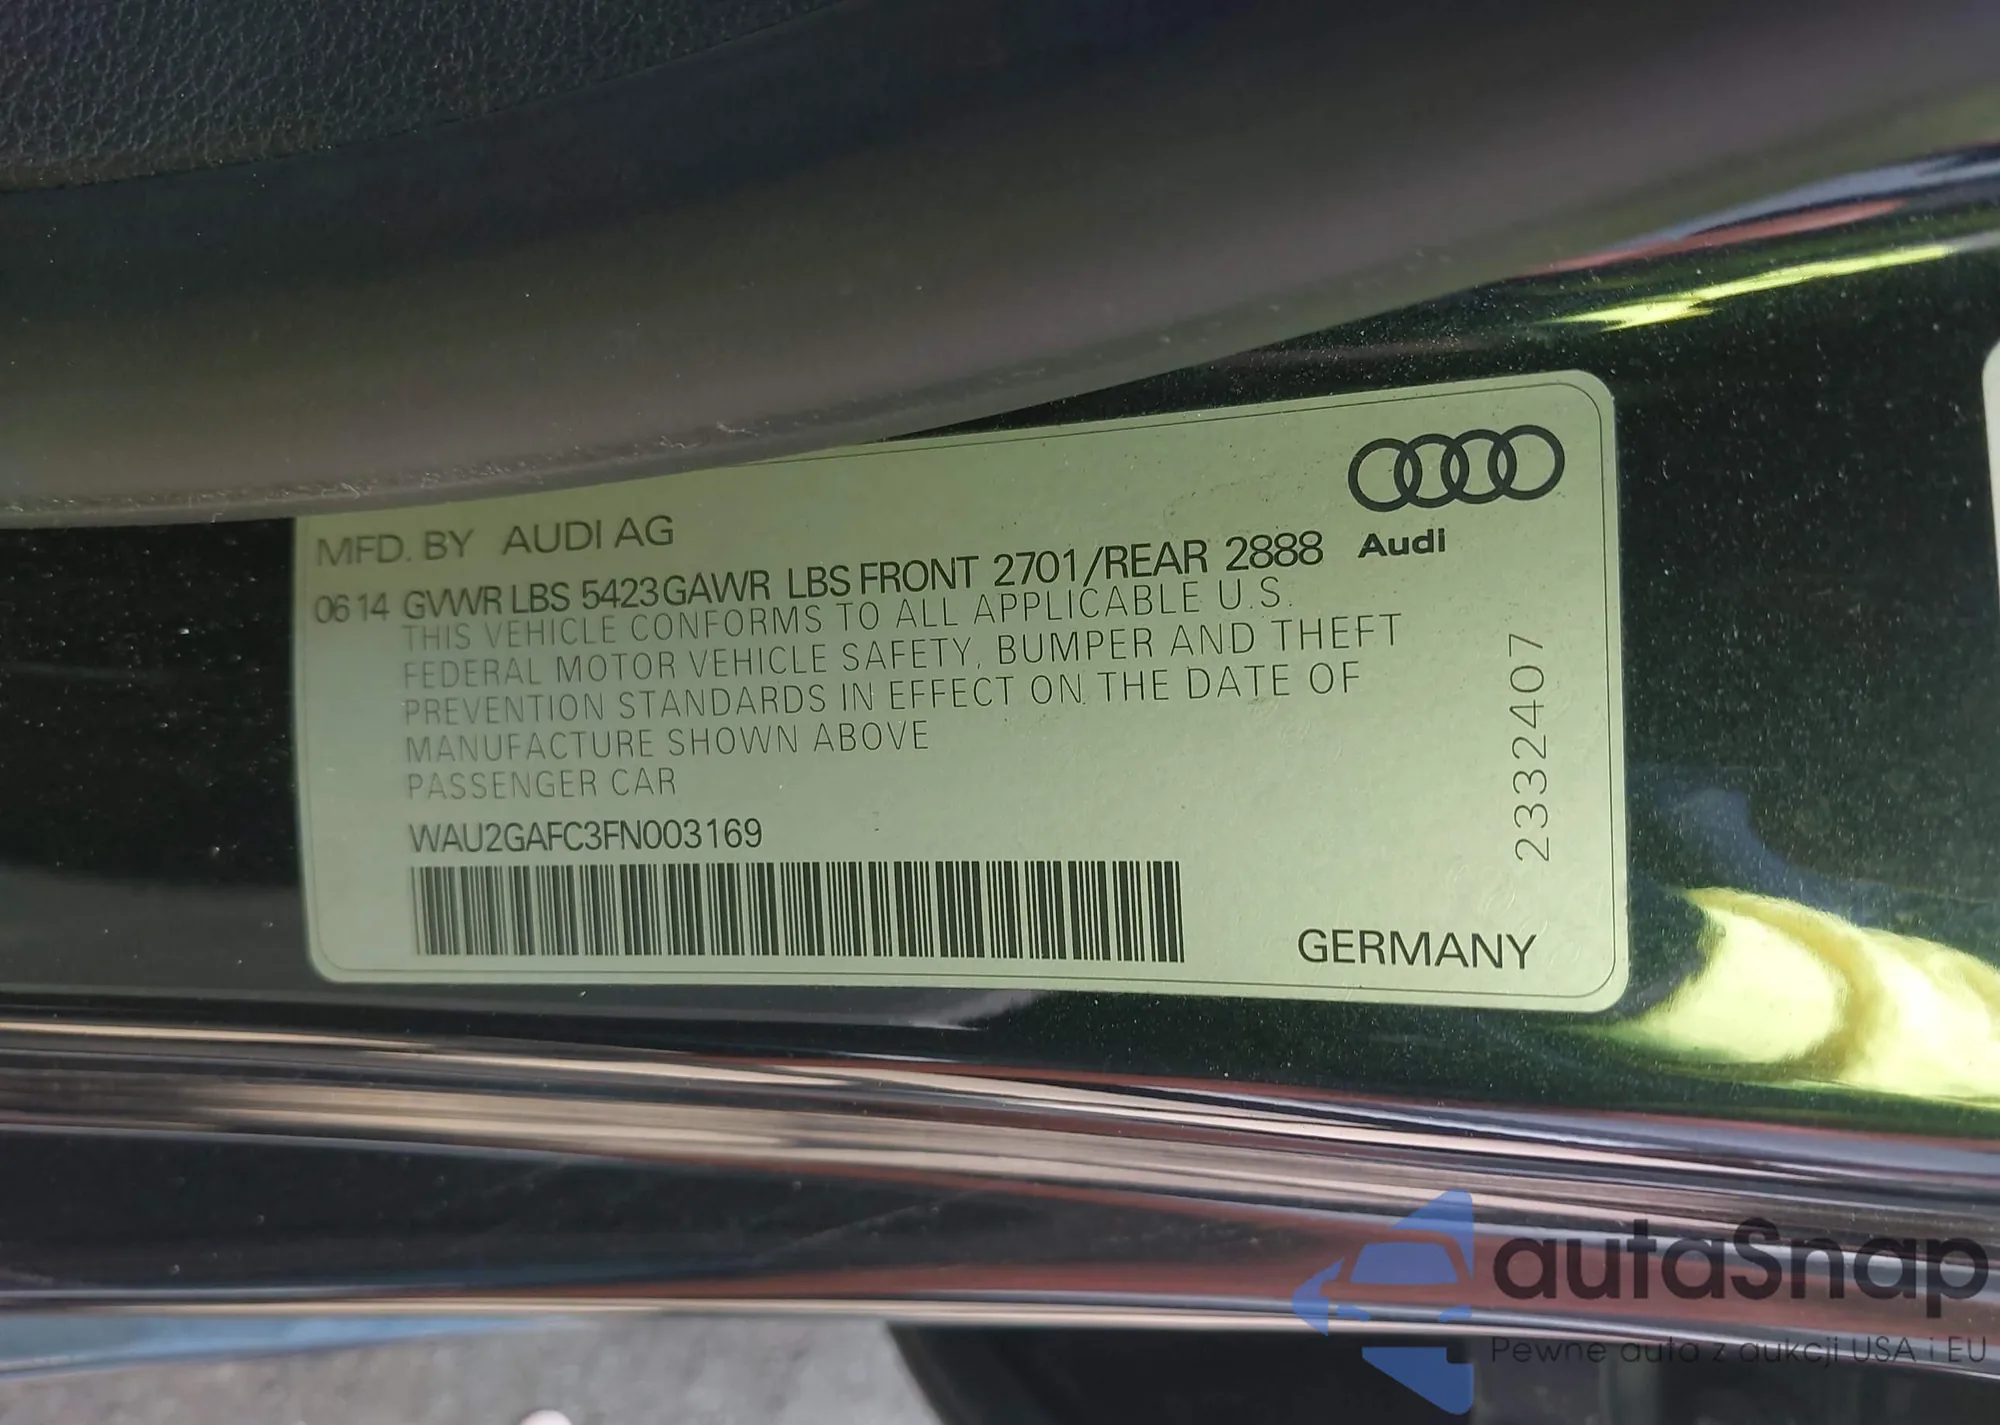 MFD. BY AUDI AG
Audi
0614 GVWR LBS 5423 GAWR LBS FRONT 2701/REAR 2888
THIS VEHICLE CONFORMS TO ALL APPLICABLE U.S.
FEDERAL MOTOR VEHICLE SAFETY, BUMPER AND THEFT
PREVENTION STANDARDS IN EFFECT ON THE DATE OF
MANUFACTURE SHOWN ABOVE
PASSENGER CAR
WAU2GAFC3FN003169
GERMANY
2332407
autaSnap
Pewne auta z aukcji USA i EU